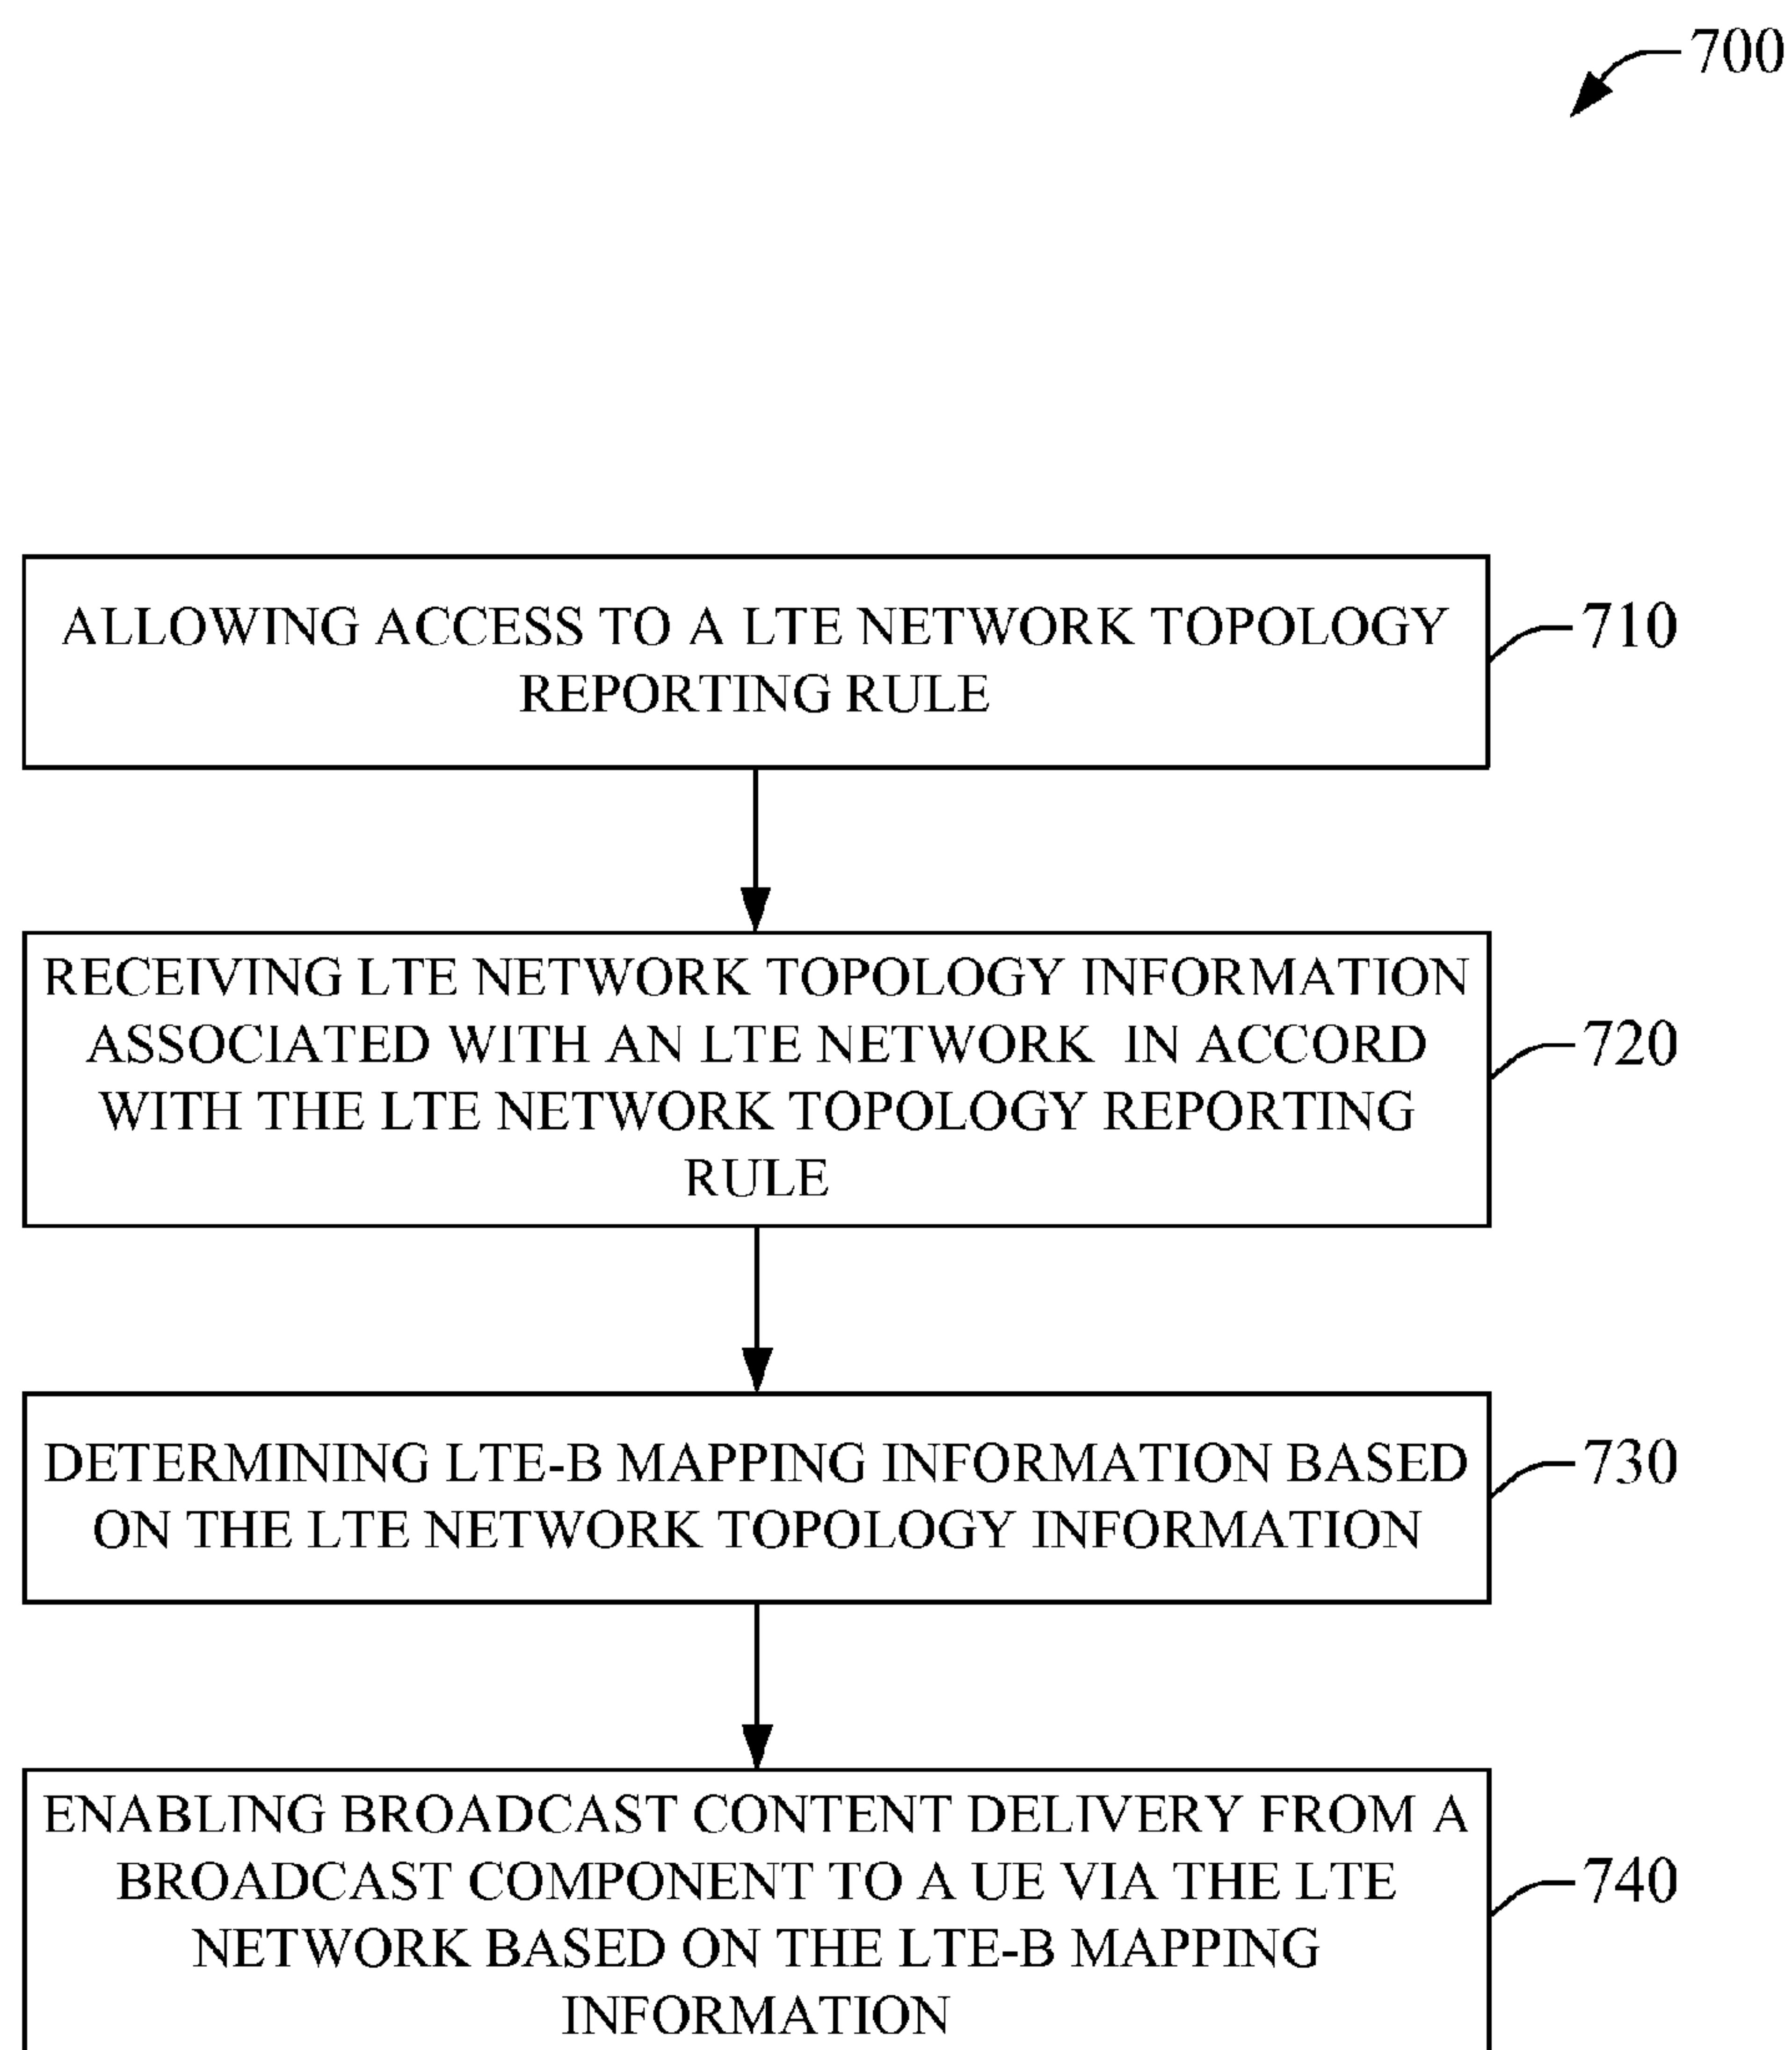 700
ALLOWING ACCESS TO A LTE NETWORK TOPOLOGY
REPORTING RULE
710
RECEIVING LTE NETWORK TOPOLOGY INFORMATION
ASSOCIATED WITH AN LTE NETWORK IN ACCORD
WITH THE LTE NETWORK TOPOLOGY REPORTING
RULE
720
DETERMINING LTE-B MAPPING INFORMATION BASED
ON THE LTE NETWORK TOPOLOGY INFORMATION
730
ENABLING BROADCAST CONTENT DELIVERY FROM A
BROADCAST COMPONENT TO A UE VIA THE LTE
NETWORK BASED ON THE LTE-B MAPPING
INFORMATION
740